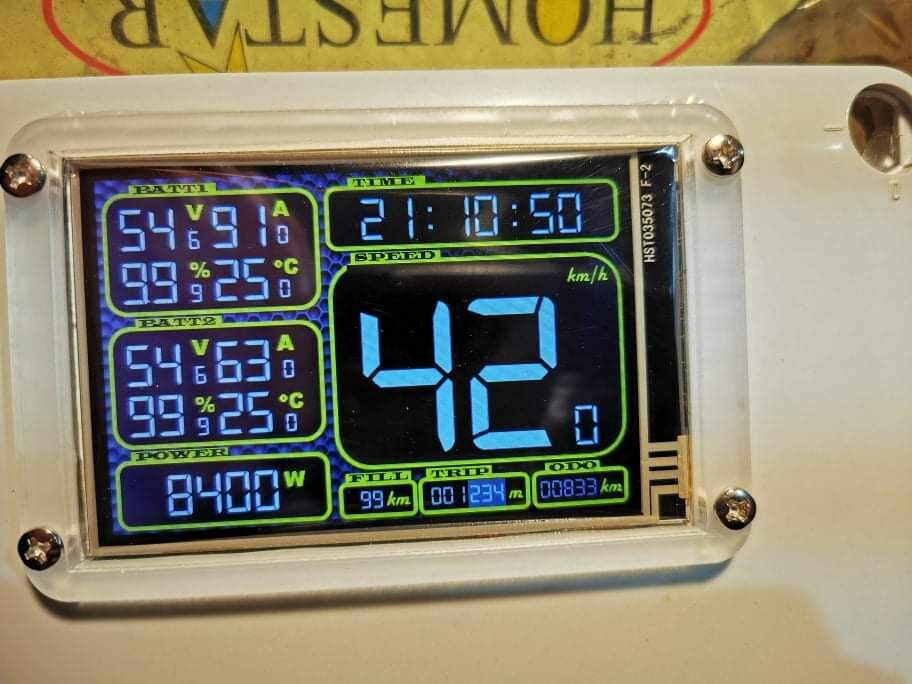 HOMESTAR
BATT1
54.6 V 91.0 A
99.9 % 25.0 °C
BATT2
54.6 V 63.0 A
99.9 % 25.0 °C
POWER
8400 W
TIME
21:10:50
SPEED
km/h
42.0
FILL
99 km
TRIP
001234 m
ODO
00833 km
HST035073 F-2